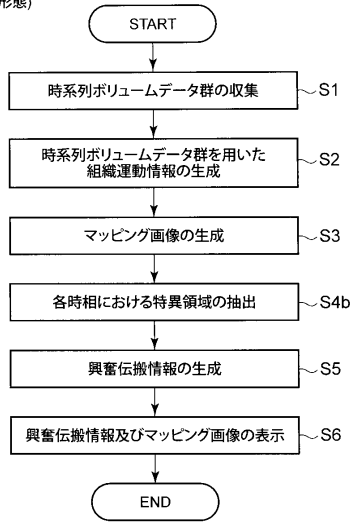 形態)
START
時系列ボリュームデータ群の収集 S1
時系列ボリュームデータ群を用いた
組織運動情報の生成 S2
マッピング画像の生成 S3
各時相における特異領域の抽出 S4b
興奮伝搬情報の生成 S5
興奮伝搬情報及びマッピング画像の表示 S6
END